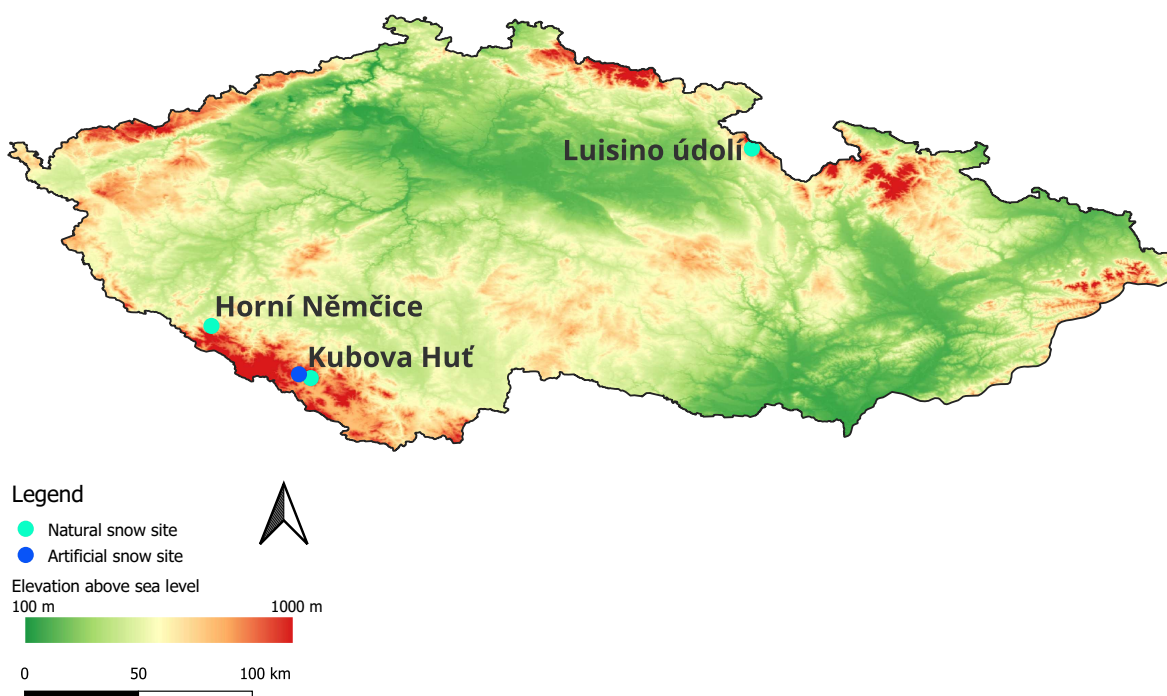 Luisino údolí
Horní Němčice
Kubova Huť
Legend
Natural snow site
Artificial snow site
Elevation above sea level
100 m 1000 m
0 50 100 km